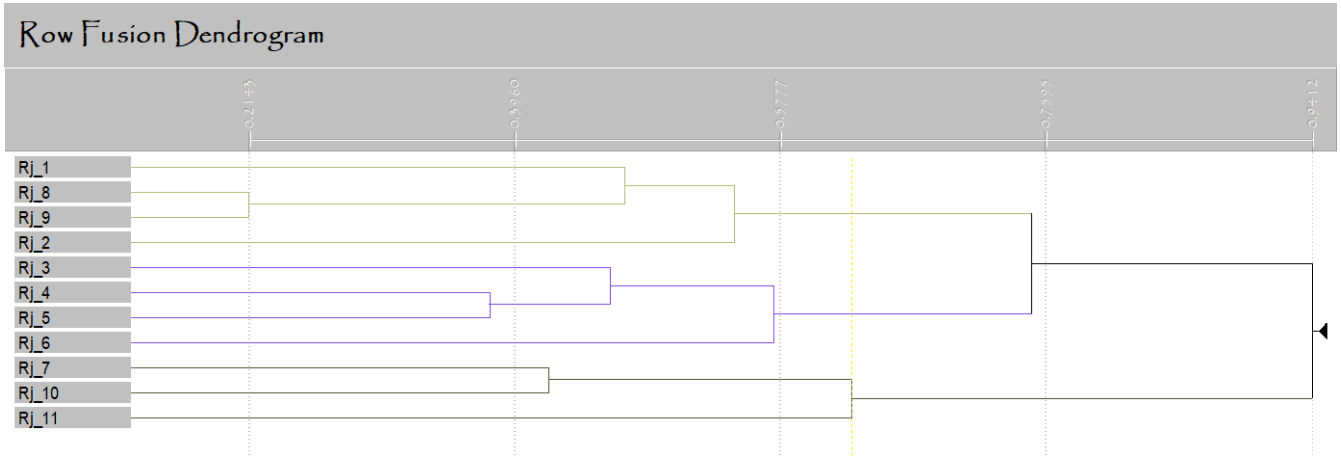 Row Fusion Dendrogram
0.2143 0.3960 0.5777 0.7595 0.9412
Rj_1
Rj_8
Rj_9
Rj_2
Rj_3
Rj_4
Rj_5
Rj_6
Rj_7
Rj_10
Rj_11